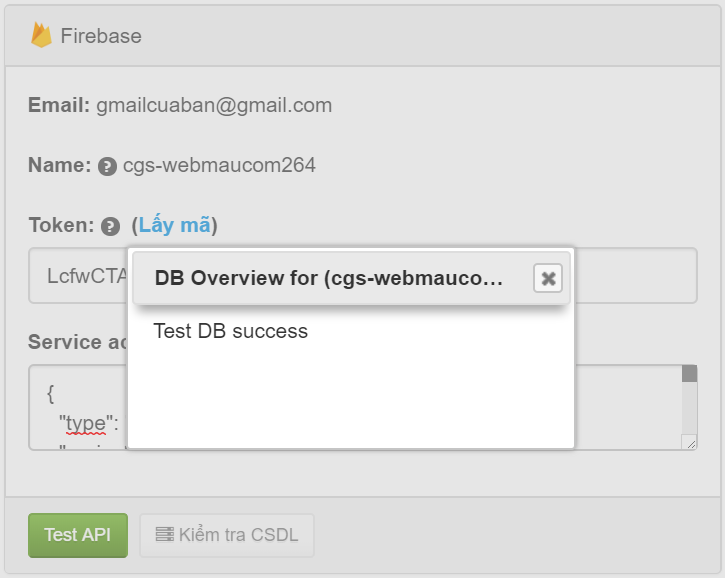 Firebase
Email: gmailcuaban@gmail.com
Name: cgs-webmaucom264
Token: (Lấy mã)
LcfwCTA
DB Overview for (cgs-webmauco...
Test DB success
Service ac
{
"type":
Test API
Kiểm tra CSDL